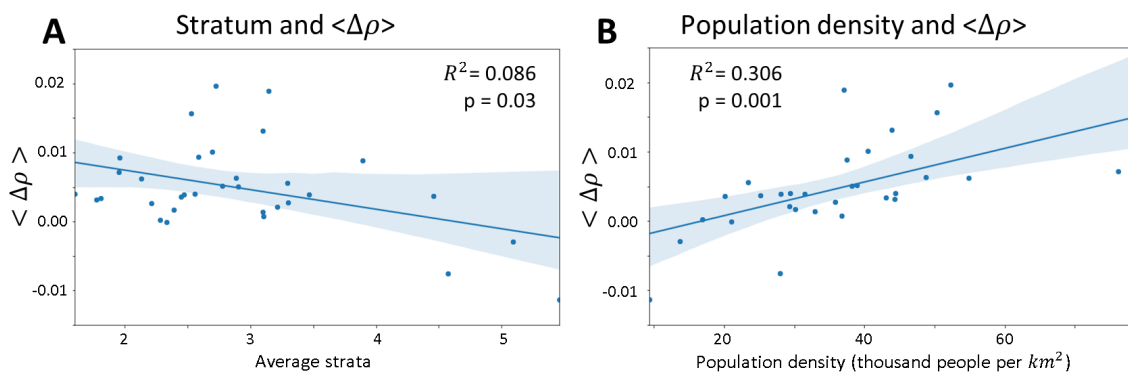 A
Stratum and <Δρ>
R² = 0.086
p = 0.03
0.02
0.01
0.00
-0.01
< Δρ >
2
3
4
5
Average strata
B
Population density and <Δρ>
R² = 0.306
p = 0.001
0.02
0.01
0.00
-0.01
< Δρ >
20
40
60
Population density (thousand people per km²)